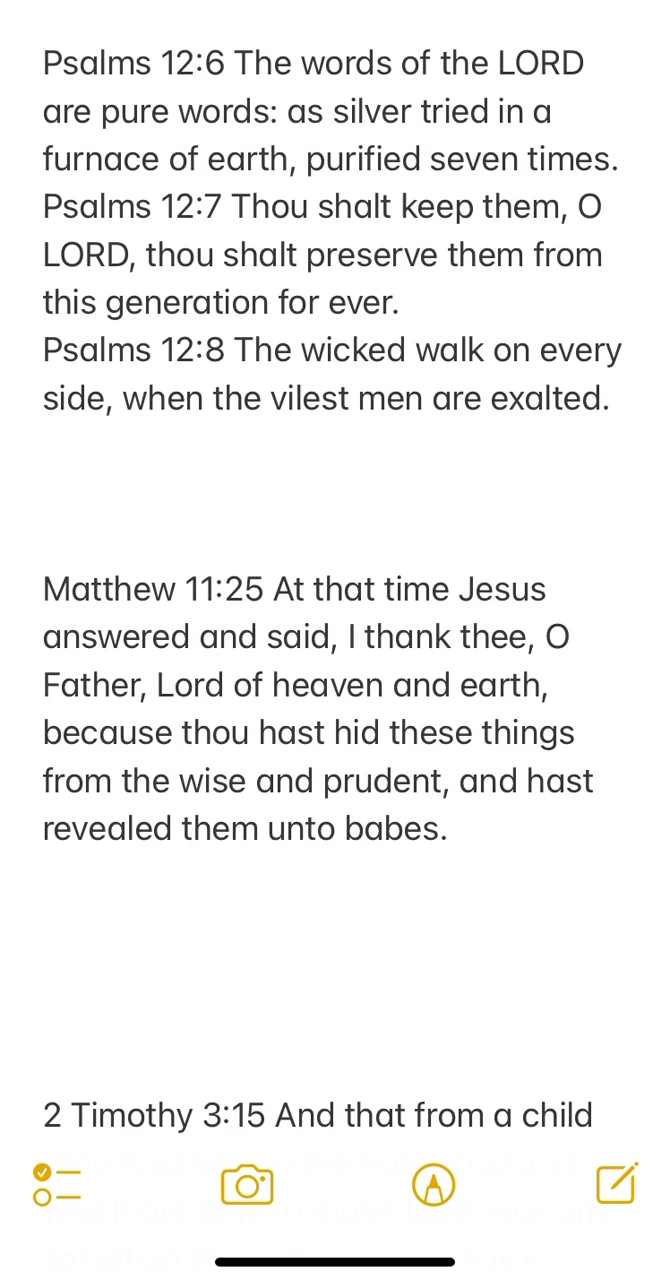 Psalms 12:6 The words of the LORD
are pure words: as silver tried in a
furnace of earth, purified seven times.
Psalms 12:7 Thou shalt keep them, O
LORD, thou shalt preserve them from
this generation for ever.
Psalms 12:8 The wicked walk on every
side, when the vilest men are exalted.
Matthew 11:25 At that time Jesus
answered and said, I thank thee, O
Father, Lord of heaven and earth,
because thou hast hid these things
from the wise and prudent, and hast
revealed them unto babes.
2 Timothy 3:15 And that from a child